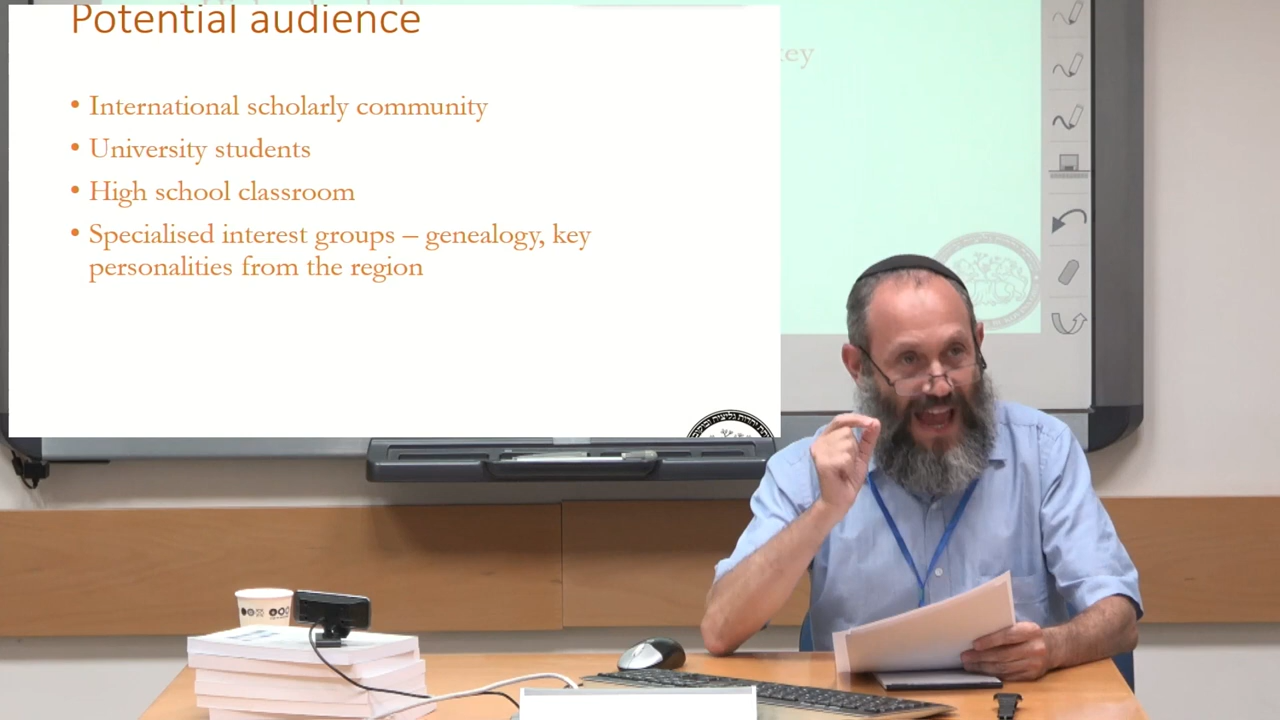 Potential audience
• International scholarly community
• University students
• High school classroom
• Specialised interest groups – genealogy, key
personalities from the region
key